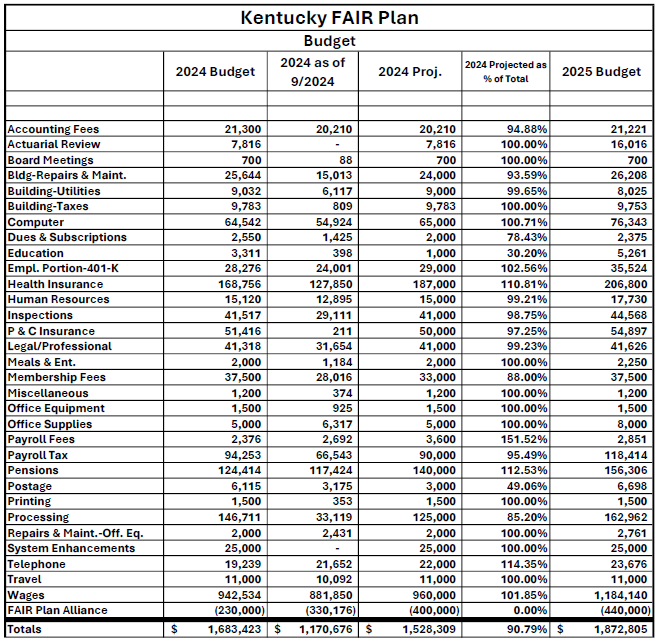 Kentucky FAIR Plan
Budget
2024 Budget 2024 as of 9/2024 2024 Proj. 2024 Projected as % of Total 2025 Budget
Accounting Fees 21,300 20,210 20,210 94.88% 21,221
Actuarial Review 7,816 - 7,816 100.00% 16,016
Board Meetings 700 88 700 100.00% 700
Bldg-Repairs & Maint. 25,644 15,013 24,000 93.59% 26,208
Building-Utilities 9,032 6,117 9,000 99.65% 8,025
Building-Taxes 9,783 809 9,783 100.00% 9,753
Computer 64,542 54,924 65,000 100.71% 76,343
Dues & Subscriptions 2,550 1,425 2,000 78.43% 2,375
Education 3,311 398 1,000 30.20% 5,261
Empl. Portion-401-K 28,276 24,001 29,000 102.56% 35,524
Health Insurance 168,756 127,850 187,000 110.81% 206,800
Human Resources 15,120 12,895 15,000 99.21% 17,730
Inspections 41,517 29,111 41,000 98.75% 44,568
P & C Insurance 51,416 211 50,000 97.25% 54,897
Legal/Professional 41,318 31,654 41,000 99.23% 41,626
Meals & Ent. 2,000 1,184 2,000 100.00% 2,250
Membership Fees 37,500 28,016 33,000 88.00% 37,500
Miscellaneous 1,200 374 1,200 100.00% 1,200
Office Equipment 1,500 925 1,500 100.00% 1,500
Office Supplies 5,000 6,317 5,000 100.00% 8,000
Payroll Fees 2,376 2,692 3,600 151.52% 2,851
Payroll Tax 94,253 66,543 90,000 95.49% 118,414
Pensions 124,414 117,424 140,000 112.53% 156,306
Postage 6,115 3,175 3,000 49.06% 6,698
Printing 1,500 353 1,500 100.00% 1,500
Processing 146,711 33,119 125,000 85.20% 162,962
Repairs & Maint.-Off. Eq. 2,000 2,431 2,000 100.00% 2,761
System Enhancements 25,000 - 25,000 100.00% 25,000
Telephone 19,239 21,652 22,000 114.35% 23,676
Travel 11,000 10,092 11,000 100.00% 11,000
Wages 942,534 881,850 960,000 101.85% 1,184,140
FAIR Plan Alliance (230,000) (330,176) (400,000) 0.00% (440,000)
Totals $ 1,683,423 $ 1,170,676 $ 1,528,309 90.79% $ 1,872,805